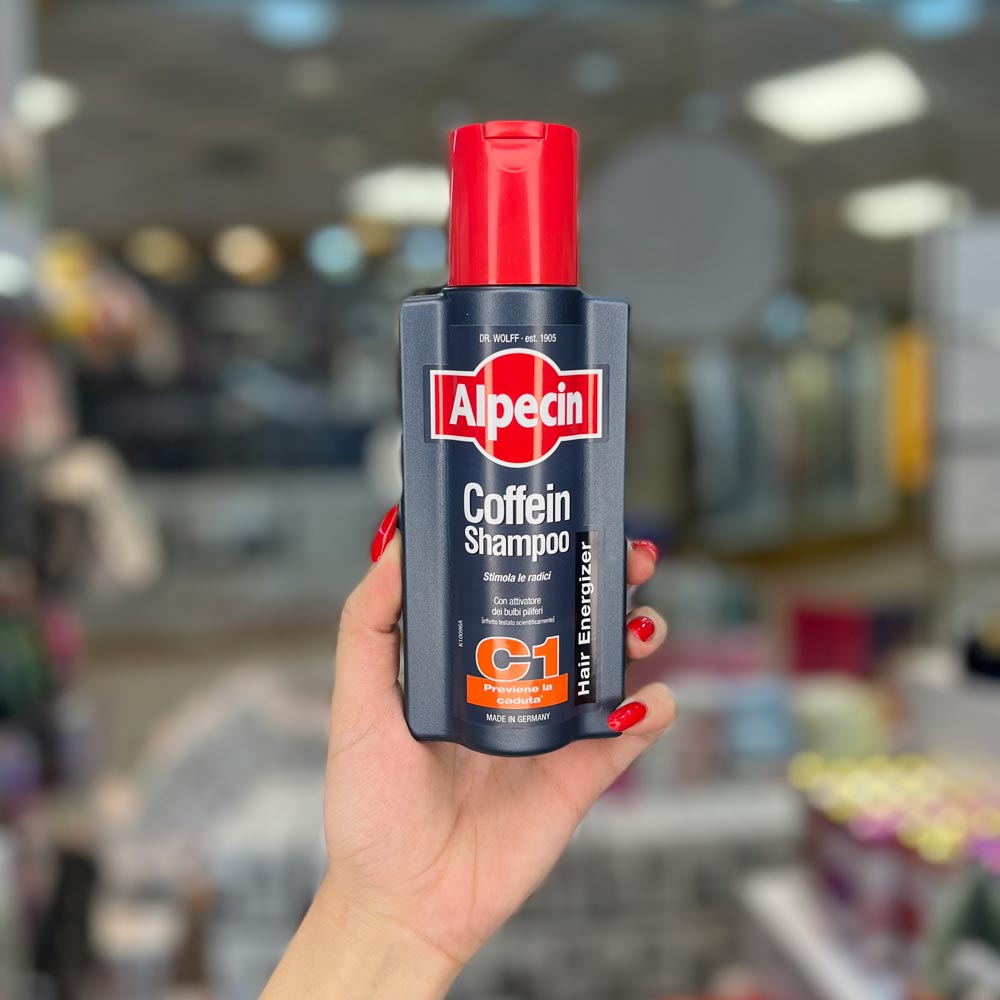 DR. WOLFF · est. 1905
Alpecin
Coffein
Shampoo
Stimola le radici
Con attivatore
dei bulbi piliferi
[effetto testato scientificamente]
Hair Energizer
K10096A
C1
Previene la
caduta*
MADE IN GERMANY